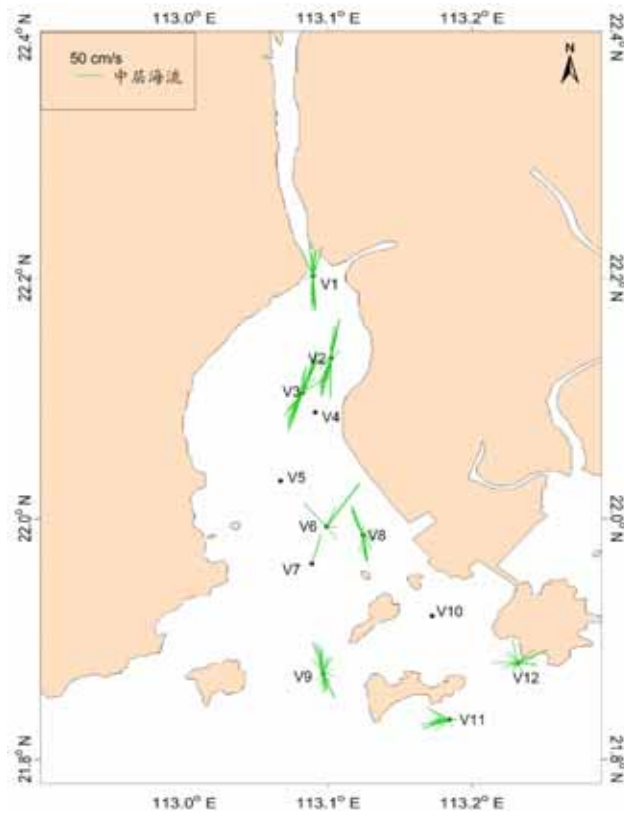 113.0° E 113.1° E 113.2° E
22.4° N 22.4° N
50 cm/s
中层海流
N
22.2° N 22.2° N
V1
V2
V3
V4
V5
22.0° N 22.0° N
V6
V8
V7
V10
V9
V12
V11
21.8° N 21.8° N
113.0° E 113.1° E 113.2° E